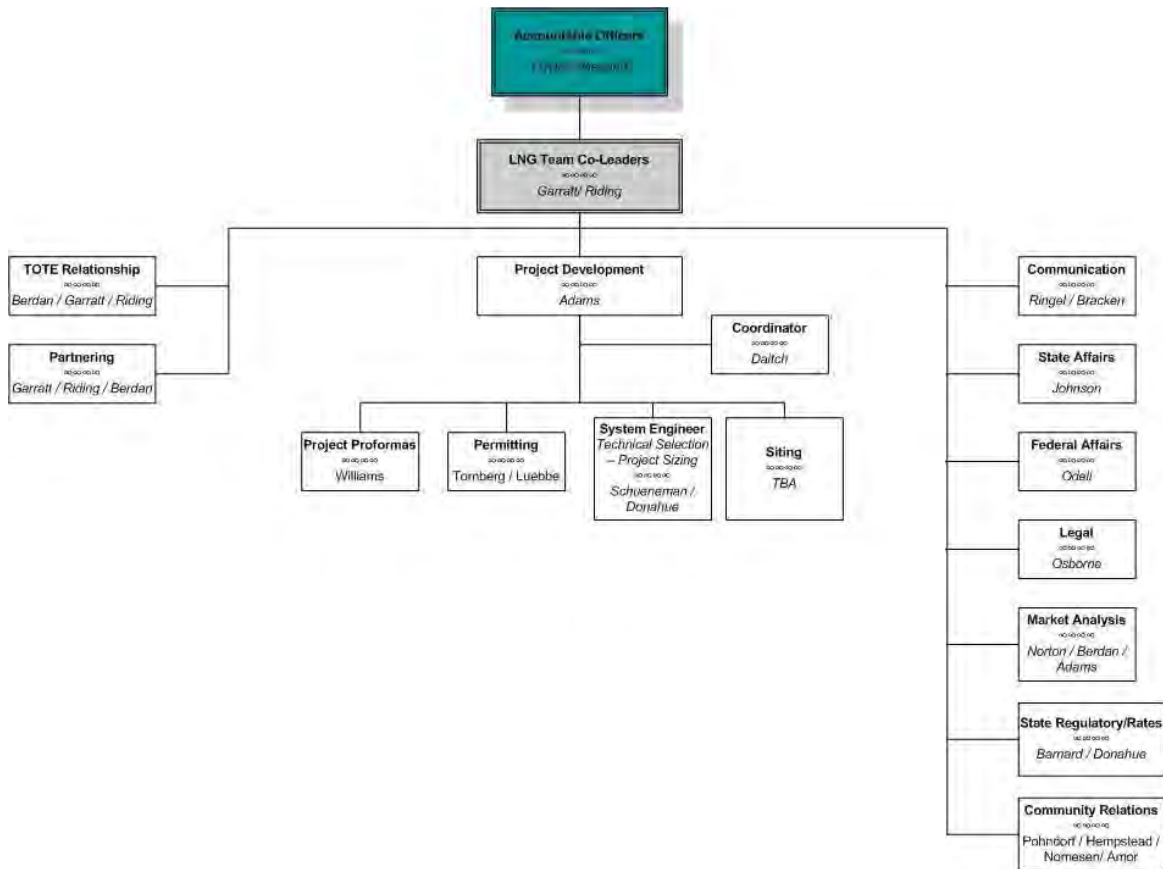 Accountable Officers
∞∞∞∞
LNG Team Co-Leaders
∞∞∞∞
Garratt/ Riding
TOTE Relationship
∞∞∞∞
Berdan / Garratt / Riding
Partnering
∞∞∞∞
Garratt / Riding / Berdan
Project Development
∞∞∞∞
Adams
Coordinator
∞∞∞∞
Daitch
Project Proformas
∞∞∞∞
Williams
Permitting
∞∞∞∞
Tornberg / Luebbe
System Engineer
Technical Selection
– Project Sizing
∞∞∞∞
Schueneman /
Donahue
Siting
∞∞∞∞
TBA
Communication
∞∞∞∞
Ringel / Bracken
State Affairs
∞∞∞∞
Johnson
Federal Affairs
∞∞∞∞
Odell
Legal
∞∞∞∞
Osborne
Market Analysis
∞∞∞∞
Norton / Berdan /
Adams
State Regulatory/Rates
∞∞∞∞
Barnard / Donahue
Community Relations
∞∞∞∞
Pohndorf / Hempstead /
Nomesen/ Amor